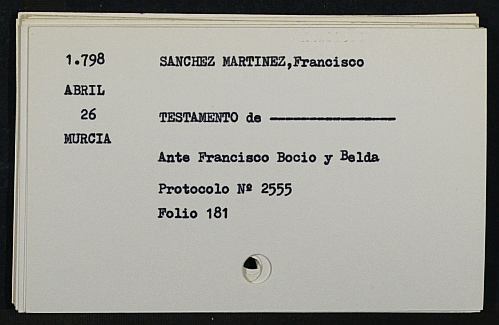 1.798 SANCHEZ MARTINEZ,Francisco
ABRIL
26 TESTAMENTO de ----------------
MURCIA
Ante Francisco Bocio y Belda
Protocolo Nº 2555
Folio 181